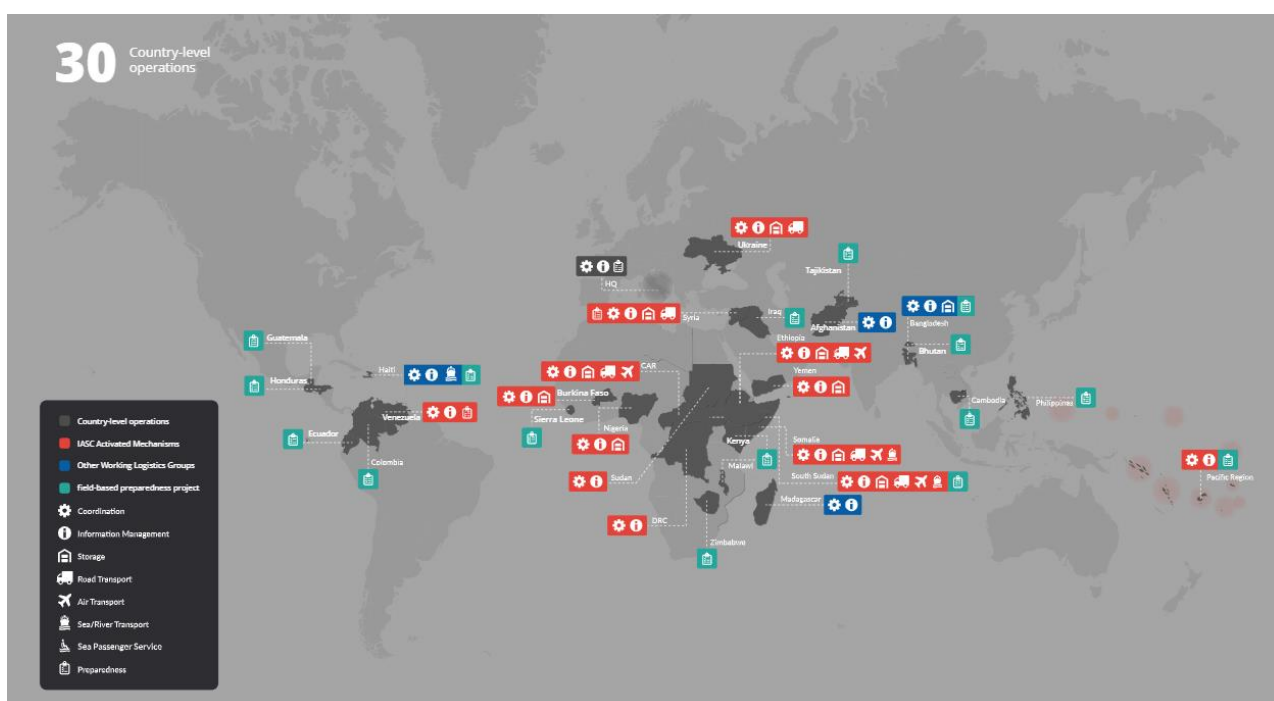 30
Country-level
operations
Ukraine
Tajikistan
HQ
Syria
Iraq
Afghanistan
Bangladesh
Ethiopia
Bhutan
Guatemala
Haiti
CAR
Yemen
Honduras
Burkina Faso
Cambodia
Philippines
Venezuela
Sierra Leone
Ecuador
Nigeria
Kenya
Somalia
Colombia
Malawi
Sudan
South Sudan
Pacific Region
Madagascar
DRC
Zimbabwe
Country-level operations
IASC Activated Mechanisms
Other Working Logistics Groups
field-based preparedness project
Coordination
Information Management
Storage
Road Transport
Air Transport
Sea/River Transport
Sea Passenger Service
Preparedness